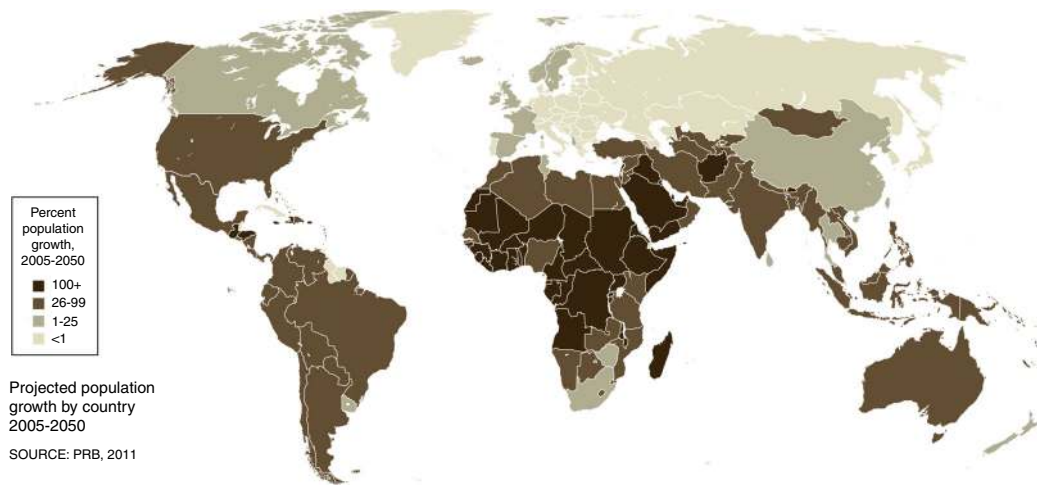 Percent
population
growth,
2005-2050
100+
26-99
1-25
<1
Projected population
growth by country
2005-2050
SOURCE: PRB, 2011